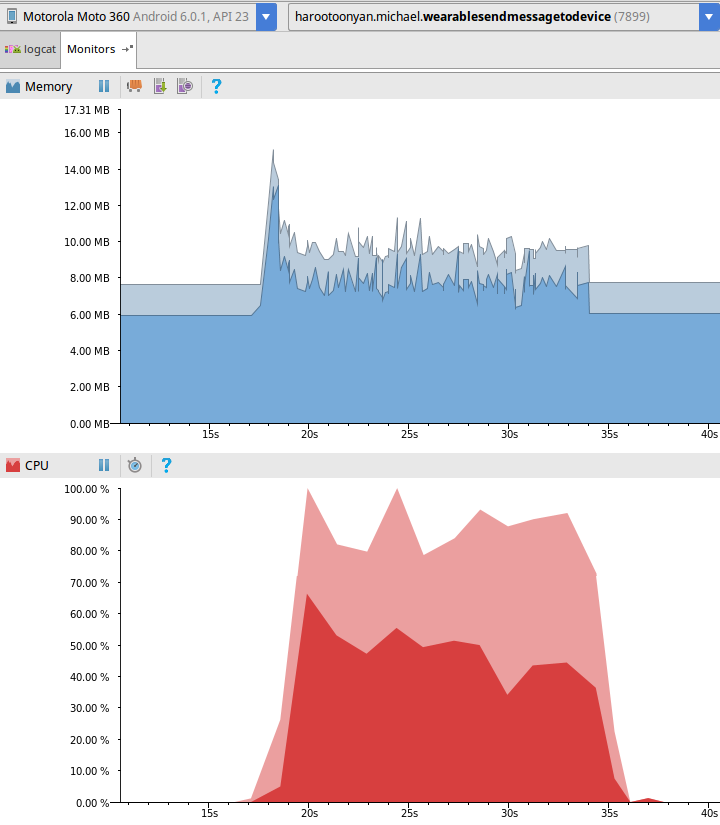 Motorola Moto 360 Android 6.0.1, API 23
harootoonyan.michael.wearablesendmessagetodevice (7899)
logcat
Monitors
Memory
?
17.31 MB
16.00 MB
14.00 MB
12.00 MB
10.00 MB
8.00 MB
6.00 MB
4.00 MB
2.00 MB
0.00 MB
15s 20s 25s 30s 35s 40s
CPU
?
100.00 %
90.00 %
80.00 %
70.00 %
60.00 %
50.00 %
40.00 %
30.00 %
20.00 %
10.00 %
0.00 %
15s 20s 25s 30s 35s 40s